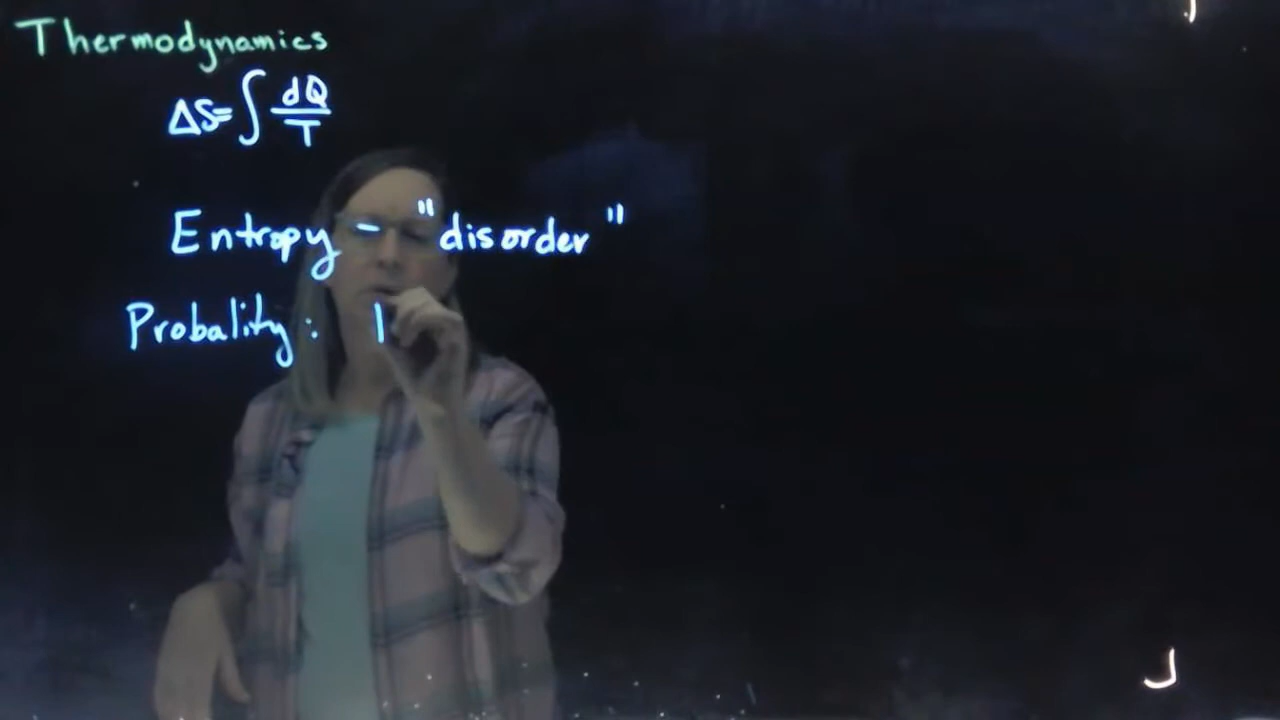 Thermodynamics
ΔS=∫ dQ/T
Entropy - "disorder"
Probality: 1